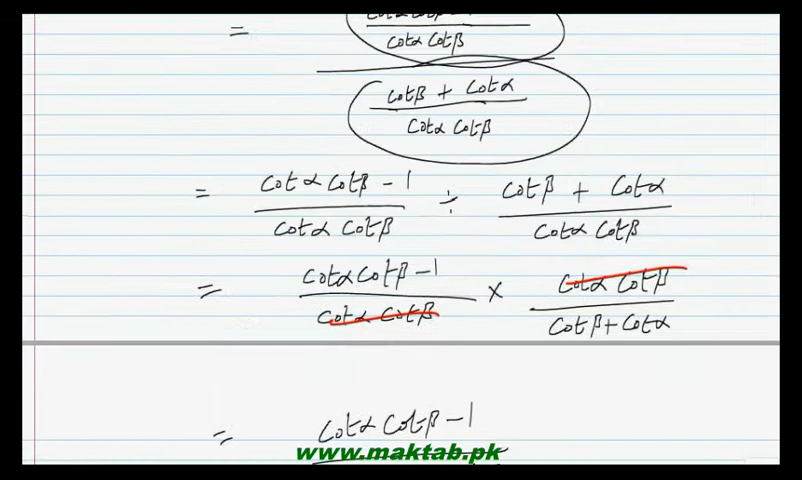 =
Cotα Cotβ
Cotβ + Cotα
Cotα Cotβ
= Cotα Cotβ - 1 ÷ Cotβ + Cotα
Cotα Cotβ Cotα Cotβ
= Cotα Cotβ - 1 × Cotα Cotβ
Cotα Cotβ Cotβ + Cotα
= Cotα Cotβ - 1
www.maktab.pk